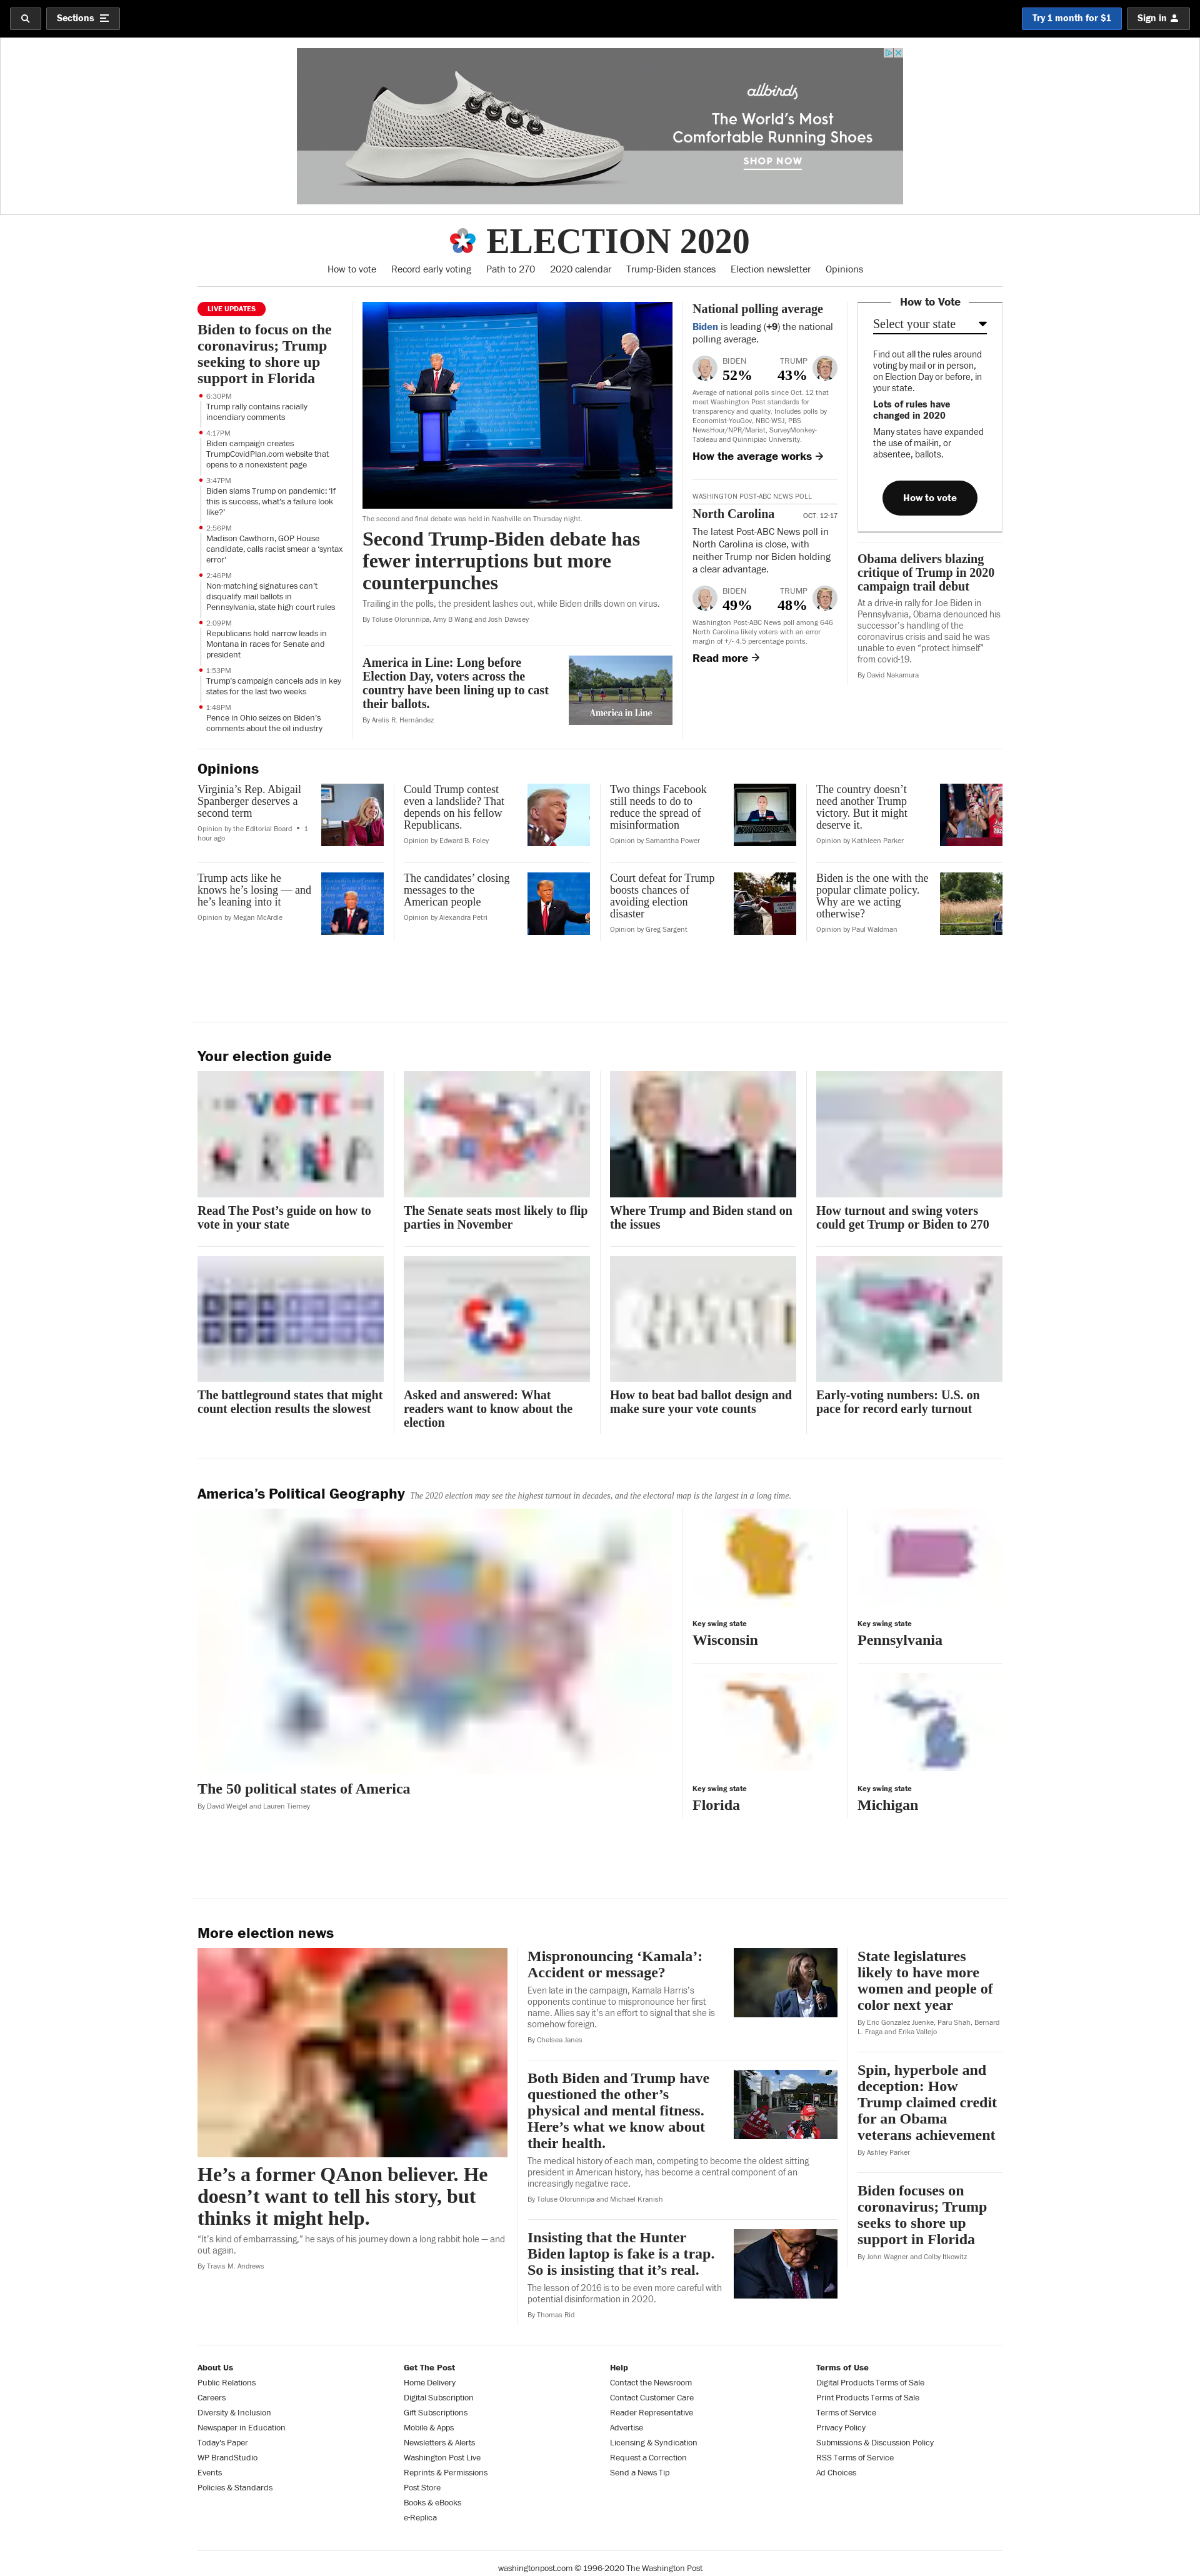 Sections
Try 1 month for $1
Sign in
allbirds
The World's Most
Comfortable Running Shoes
SHOP NOW
ELECTION 2020
How to vote
Record early voting
Path to 270
2020 calendar
Trump-Biden stances
Election newsletter
Opinions
LIVE UPDATES
Biden to focus on the
coronavirus; Trump
seeking to shore up
support in Florida
6:30PM
Trump rally contains racially
incendiary comments
4:17PM
Biden campaign creates
TrumpCovidPlan.com website that
opens to a nonexistent page
3:47PM
Biden slams Trump on pandemic: 'If
this is success, what's a failure look
like?'
2:56PM
Madison Cawthorn, GOP House
candidate, calls racist smear a 'syntax
error'
2:46PM
Non-matching signatures can't
disqualify mail ballots in
Pennsylvania, state high court rules
2:09PM
Republicans hold narrow leads in
Montana in races for Senate and
president
1:53PM
Trump's campaign cancels ads in key
states for the last two weeks
1:48PM
Pence in Ohio seizes on Biden's
comments about the oil industry
The second and final debate was held in Nashville on Thursday night.
Second Trump-Biden debate has
fewer interruptions but more
counterpunches
Trailing in the polls, the president lashes out, while Biden drills down on virus.
By Toluse Olorunnipa, Amy B Wang and Josh Dawsey
America in Line: Long before
Election Day, voters across the
country have been lining up to cast
their ballots.
By Arelis R. Hernández
America in Line
National polling average
Biden is leading (+9) the national
polling average.
BIDEN
52%
TRUMP
43%
Average of national polls since Oct. 12 that
meet Washington Post standards for
transparency and quality. Includes polls by
Economist-YouGov, NBC-WSJ, PBS
NewsHour/NPR/Marist, SurveyMonkey-
Tableau and Quinnipiac University.
How the average works →
WASHINGTON POST-ABC NEWS POLL
North Carolina
OCT. 12-17
The latest Post-ABC News poll in
North Carolina is close, with
neither Trump nor Biden holding
a clear advantage.
BIDEN
49%
TRUMP
48%
Washington Post-ABC News poll among 646
North Carolina likely voters with an error
margin of +/- 4.5 percentage points.
Read more →
How to Vote
Select your state
Find out all the rules around
voting by mail or in person,
on Election Day or before, in
your state.
Lots of rules have
changed in 2020
Many states have expanded
the use of mail-in, or
absentee, ballots.
How to vote
Obama delivers blazing
critique of Trump in 2020
campaign trail debut
At a drive-in rally for Joe Biden in
Pennsylvania, Obama denounced his
successor's handling of the
coronavirus crisis and said he was
unable to even "protect himself"
from covid-19.
By David Nakamura
Opinions
Virginia's Rep. Abigail
Spanberger deserves a
second term
Opinion by the Editorial Board • 1
hour ago
Could Trump contest
even a landslide? That
depends on his fellow
Republicans.
Opinion by Edward B. Foley
Two things Facebook
still needs to do to
reduce the spread of
misinformation
Opinion by Samantha Power
The country doesn't
need another Trump
victory. But it might
deserve it.
Opinion by Kathleen Parker
Trump acts like he
knows he's losing — and
he's leaning into it
Opinion by Megan McArdle
The candidates' closing
messages to the
American people
Opinion by Alexandra Petri
Court defeat for Trump
boosts chances of
avoiding election
disaster
Opinion by Greg Sargent
Biden is the one with the
popular climate policy.
Why are we acting
otherwise?
Opinion by Paul Waldman
Your election guide
VOTE
Read The Post's guide on how to
vote in your state
The Senate seats most likely to flip
parties in November
Where Trump and Biden stand on
the issues
How turnout and swing voters
could get Trump or Biden to 270
The battleground states that might
count election results the slowest
Asked and answered: What
readers want to know about the
election
How to beat bad ballot design and
make sure your vote counts
Early-voting numbers: U.S. on
pace for record early turnout
America's Political Geography
The 2020 election may see the highest turnout in decades, and the electoral map is the largest in a long time.
The 50 political states of America
By David Weigel and Lauren Tierney
Key swing state
Wisconsin
Key swing state
Pennsylvania
Key swing state
Florida
Key swing state
Michigan
More election news
He's a former QAnon believer. He
doesn't want to tell his story, but
thinks it might help.
"It's kind of embarrassing," he says of his journey down a long rabbit hole — and
out again.
By Travis M. Andrews
Mispronouncing 'Kamala':
Accident or message?
Even late in the campaign, Kamala Harris's
opponents continue to mispronounce her first
name. Allies say it's an effort to signal that she is
somehow foreign.
By Chelsea Janes
Both Biden and Trump have
questioned the other's
physical and mental fitness.
Here's what we know about
their health.
The medical history of each man, competing to become the oldest sitting
president in American history, has become a central component of an
increasingly negative race.
By Toluse Olorunnipa and Michael Kranish
Insisting that the Hunter
Biden laptop is fake is a trap.
So is insisting that it's real.
The lesson of 2016 is to be even more careful with
potential disinformation in 2020.
By Thomas Rid
State legislatures
likely to have more
women and people of
color next year
By Eric Gonzalez Juenke, Paru Shah, Bernard
L. Fraga and Erika Vallejo
Spin, hyperbole and
deception: How
Trump claimed credit
for an Obama
veterans achievement
By Ashley Parker
Biden focuses on
coronavirus; Trump
seeks to shore up
support in Florida
By John Wagner and Colby Itkowitz
About Us
Public Relations
Careers
Diversity & Inclusion
Newspaper in Education
Today's Paper
WP BrandStudio
Events
Policies & Standards
Get The Post
Home Delivery
Digital Subscription
Gift Subscriptions
Mobile & Apps
Newsletters & Alerts
Washington Post Live
Reprints & Permissions
Post Store
Books & eBooks
e-Replica
Help
Contact the Newsroom
Contact Customer Care
Reader Representative
Advertise
Licensing & Syndication
Request a Correction
Send a News Tip
Terms of Use
Digital Products Terms of Sale
Print Products Terms of Sale
Terms of Service
Privacy Policy
Submissions & Discussion Policy
RSS Terms of Service
Ad Choices
washingtonpost.com © 1996-2020 The Washington Post